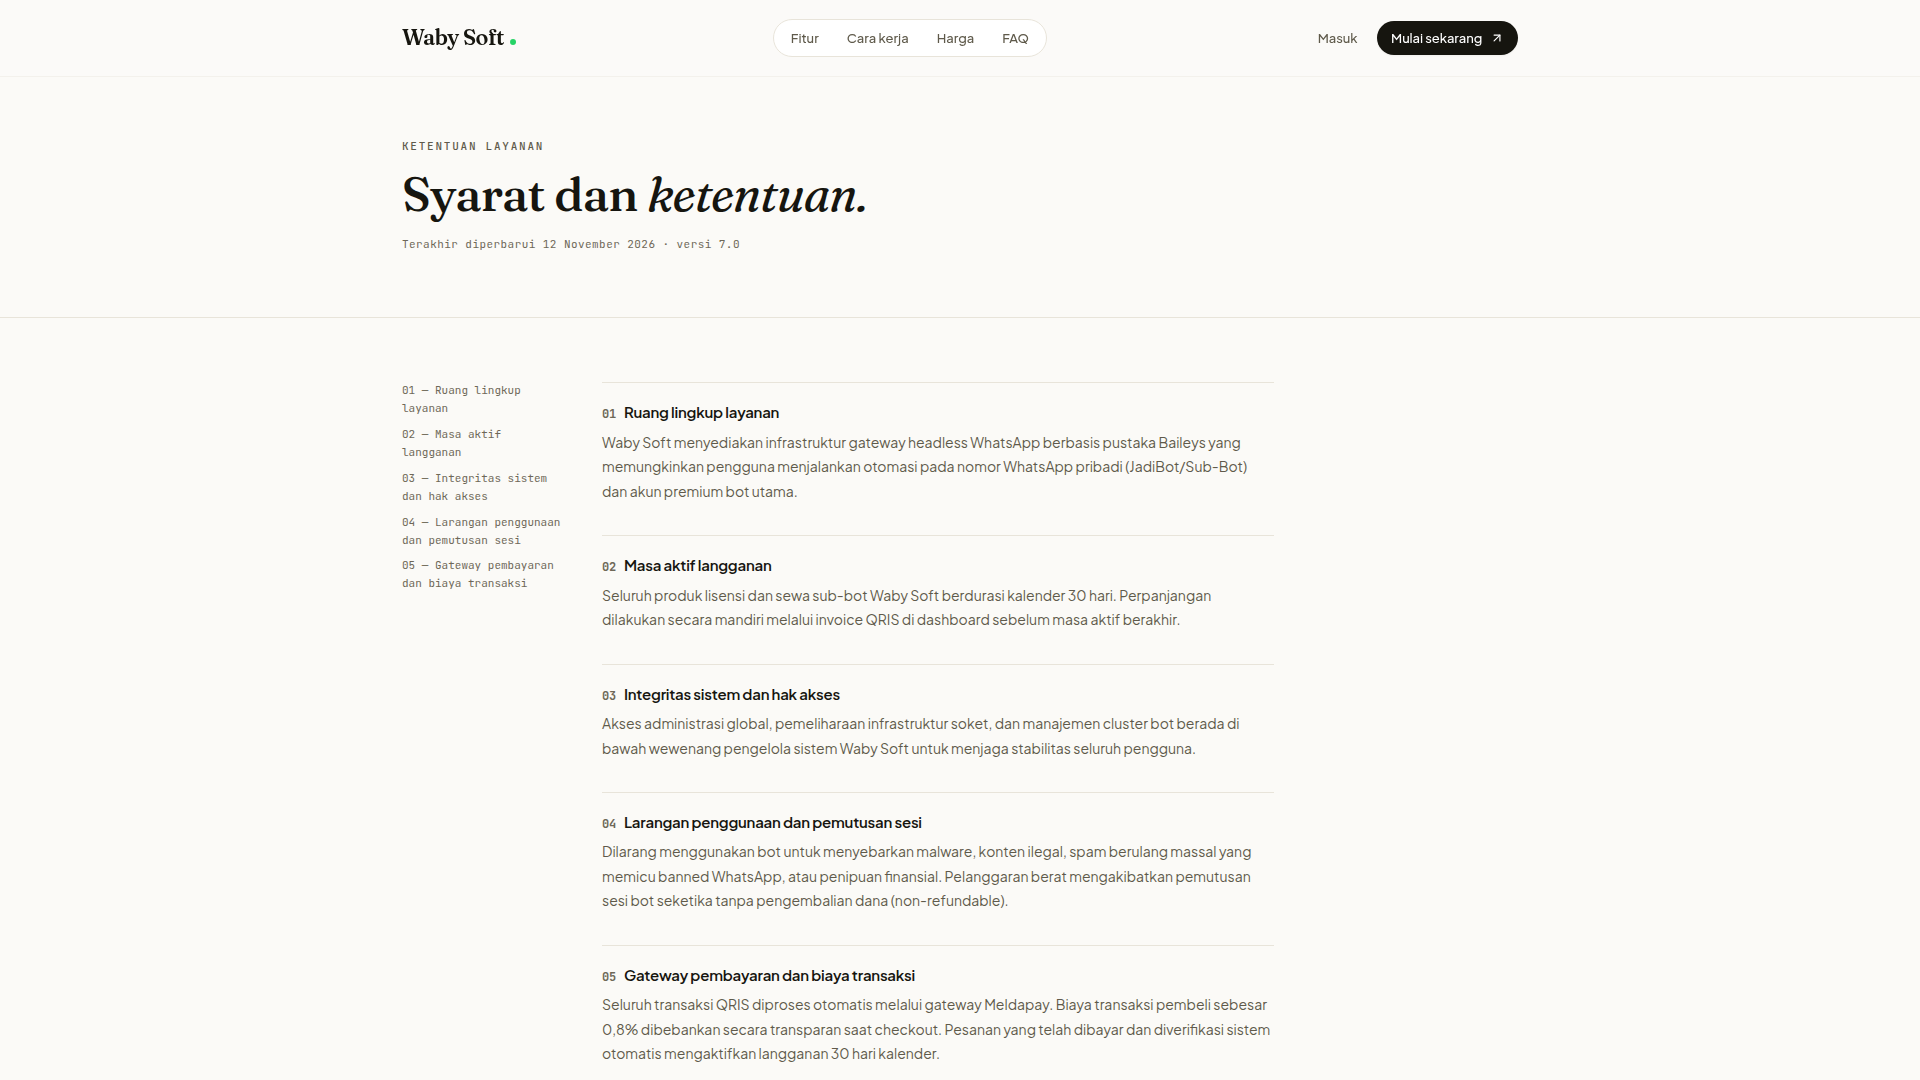 Waby Soft
Fitur
Cara kerja
Harga
FAQ
Masuk
Mulai sekarang
KETENTUAN LAYANAN
Syarat dan ketentuan.
Terakhir diperbarui 12 November 2026 · versi 7.0
01 — Ruang lingkup
layanan
02 — Masa aktif
langganan
03 — Integritas sistem
dan hak akses
04 — Larangan penggunaan
dan pemutusan sesi
05 — Gateway pembayaran
dan biaya transaksi
01 Ruang lingkup layanan
Waby Soft menyediakan infrastruktur gateway headless WhatsApp berbasis pustaka Baileys yang
memungkinkan pengguna menjalankan otomasi pada nomor WhatsApp pribadi (JadiBot/Sub-Bot)
dan akun premium bot utama.
02 Masa aktif langganan
Seluruh produk lisensi dan sewa sub-bot Waby Soft berdurasi kalender 30 hari. Perpanjangan
dilakukan secara mandiri melalui invoice QRIS di dashboard sebelum masa aktif berakhir.
03 Integritas sistem dan hak akses
Akses administrasi global, pemeliharaan infrastruktur soket, dan manajemen cluster bot berada di
bawah wewenang pengelola sistem Waby Soft untuk menjaga stabilitas seluruh pengguna.
04 Larangan penggunaan dan pemutusan sesi
Dilarang menggunakan bot untuk menyebarkan malware, konten ilegal, spam berulang massal yang
memicu banned WhatsApp, atau penipuan finansial. Pelanggaran berat mengakibatkan pemutusan
sesi bot seketika tanpa pengembalian dana (non-refundable).
05 Gateway pembayaran dan biaya transaksi
Seluruh transaksi QRIS diproses otomatis melalui gateway Meldapay. Biaya transaksi pembeli sebesar
0,8% dibebankan secara transparan saat checkout. Pesanan yang telah dibayar dan diverifikasi sistem
otomatis mengaktifkan langganan 30 hari kalender.